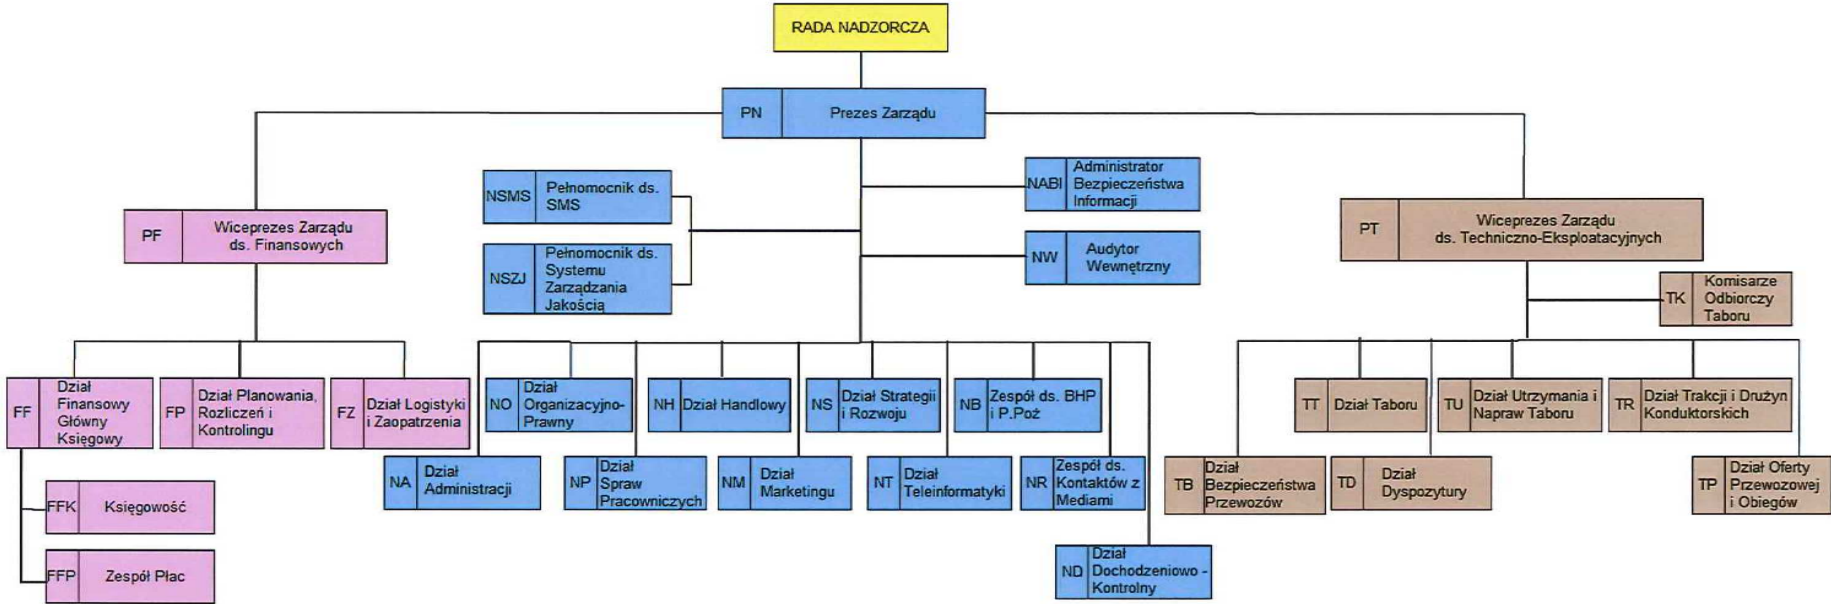 RADA NADZORCZA
PN
Prezes Zarządu
NSMS
Pełnomocnik ds.
SMS
NABI
Administrator
Bezpieczeństwa
Informacji
PF
Wiceprezes Zarządu
ds. Finansowych
NSZJ
Pełnomocnik ds.
Systemu
Zarządzania
Jakością
NW
Audytor
Wewnętrzny
PT
Wiceprezes Zarządu
ds. Techniczno-Eksploatacyjnych
TK
Komisarze
Odbiorczy
Taboru
FF
Dział
Finansowy
Główny
Księgowy
FP
Dział Planowania,
Rozliczeń i
Kontrolingu
FZ
Dział Logistyki
i Zaopatrzenia
NO
Dział
Organizacyjno-
Prawny
NH
Dział Handlowy
NS
Dział Strategii
i Rozwoju
NB
Zespół ds. BHP
i P.Poż
TT
Dział Taboru
TU
Dział Utrzymania i
Napraw Taboru
TR
Dział Trakcji i Drużyn
Konduktorskich
NA
Dział
Administracji
NP
Dział
Spraw
Pracowniczych
NM
Dział
Marketingu
NT
Dział
Teleinformatyki
NR
Zespół ds.
Kontaktów z
Mediami
TB
Dział
Bezpieczeństwa
Przewozów
TD
Dział
Dyspozytury
TP
Dział Oferty
Przewozowej
i Obiegów
FFK
Księgowość
FFP
Zespół Płac
ND
Dział
Dochodzeniowo -
Kontrolny